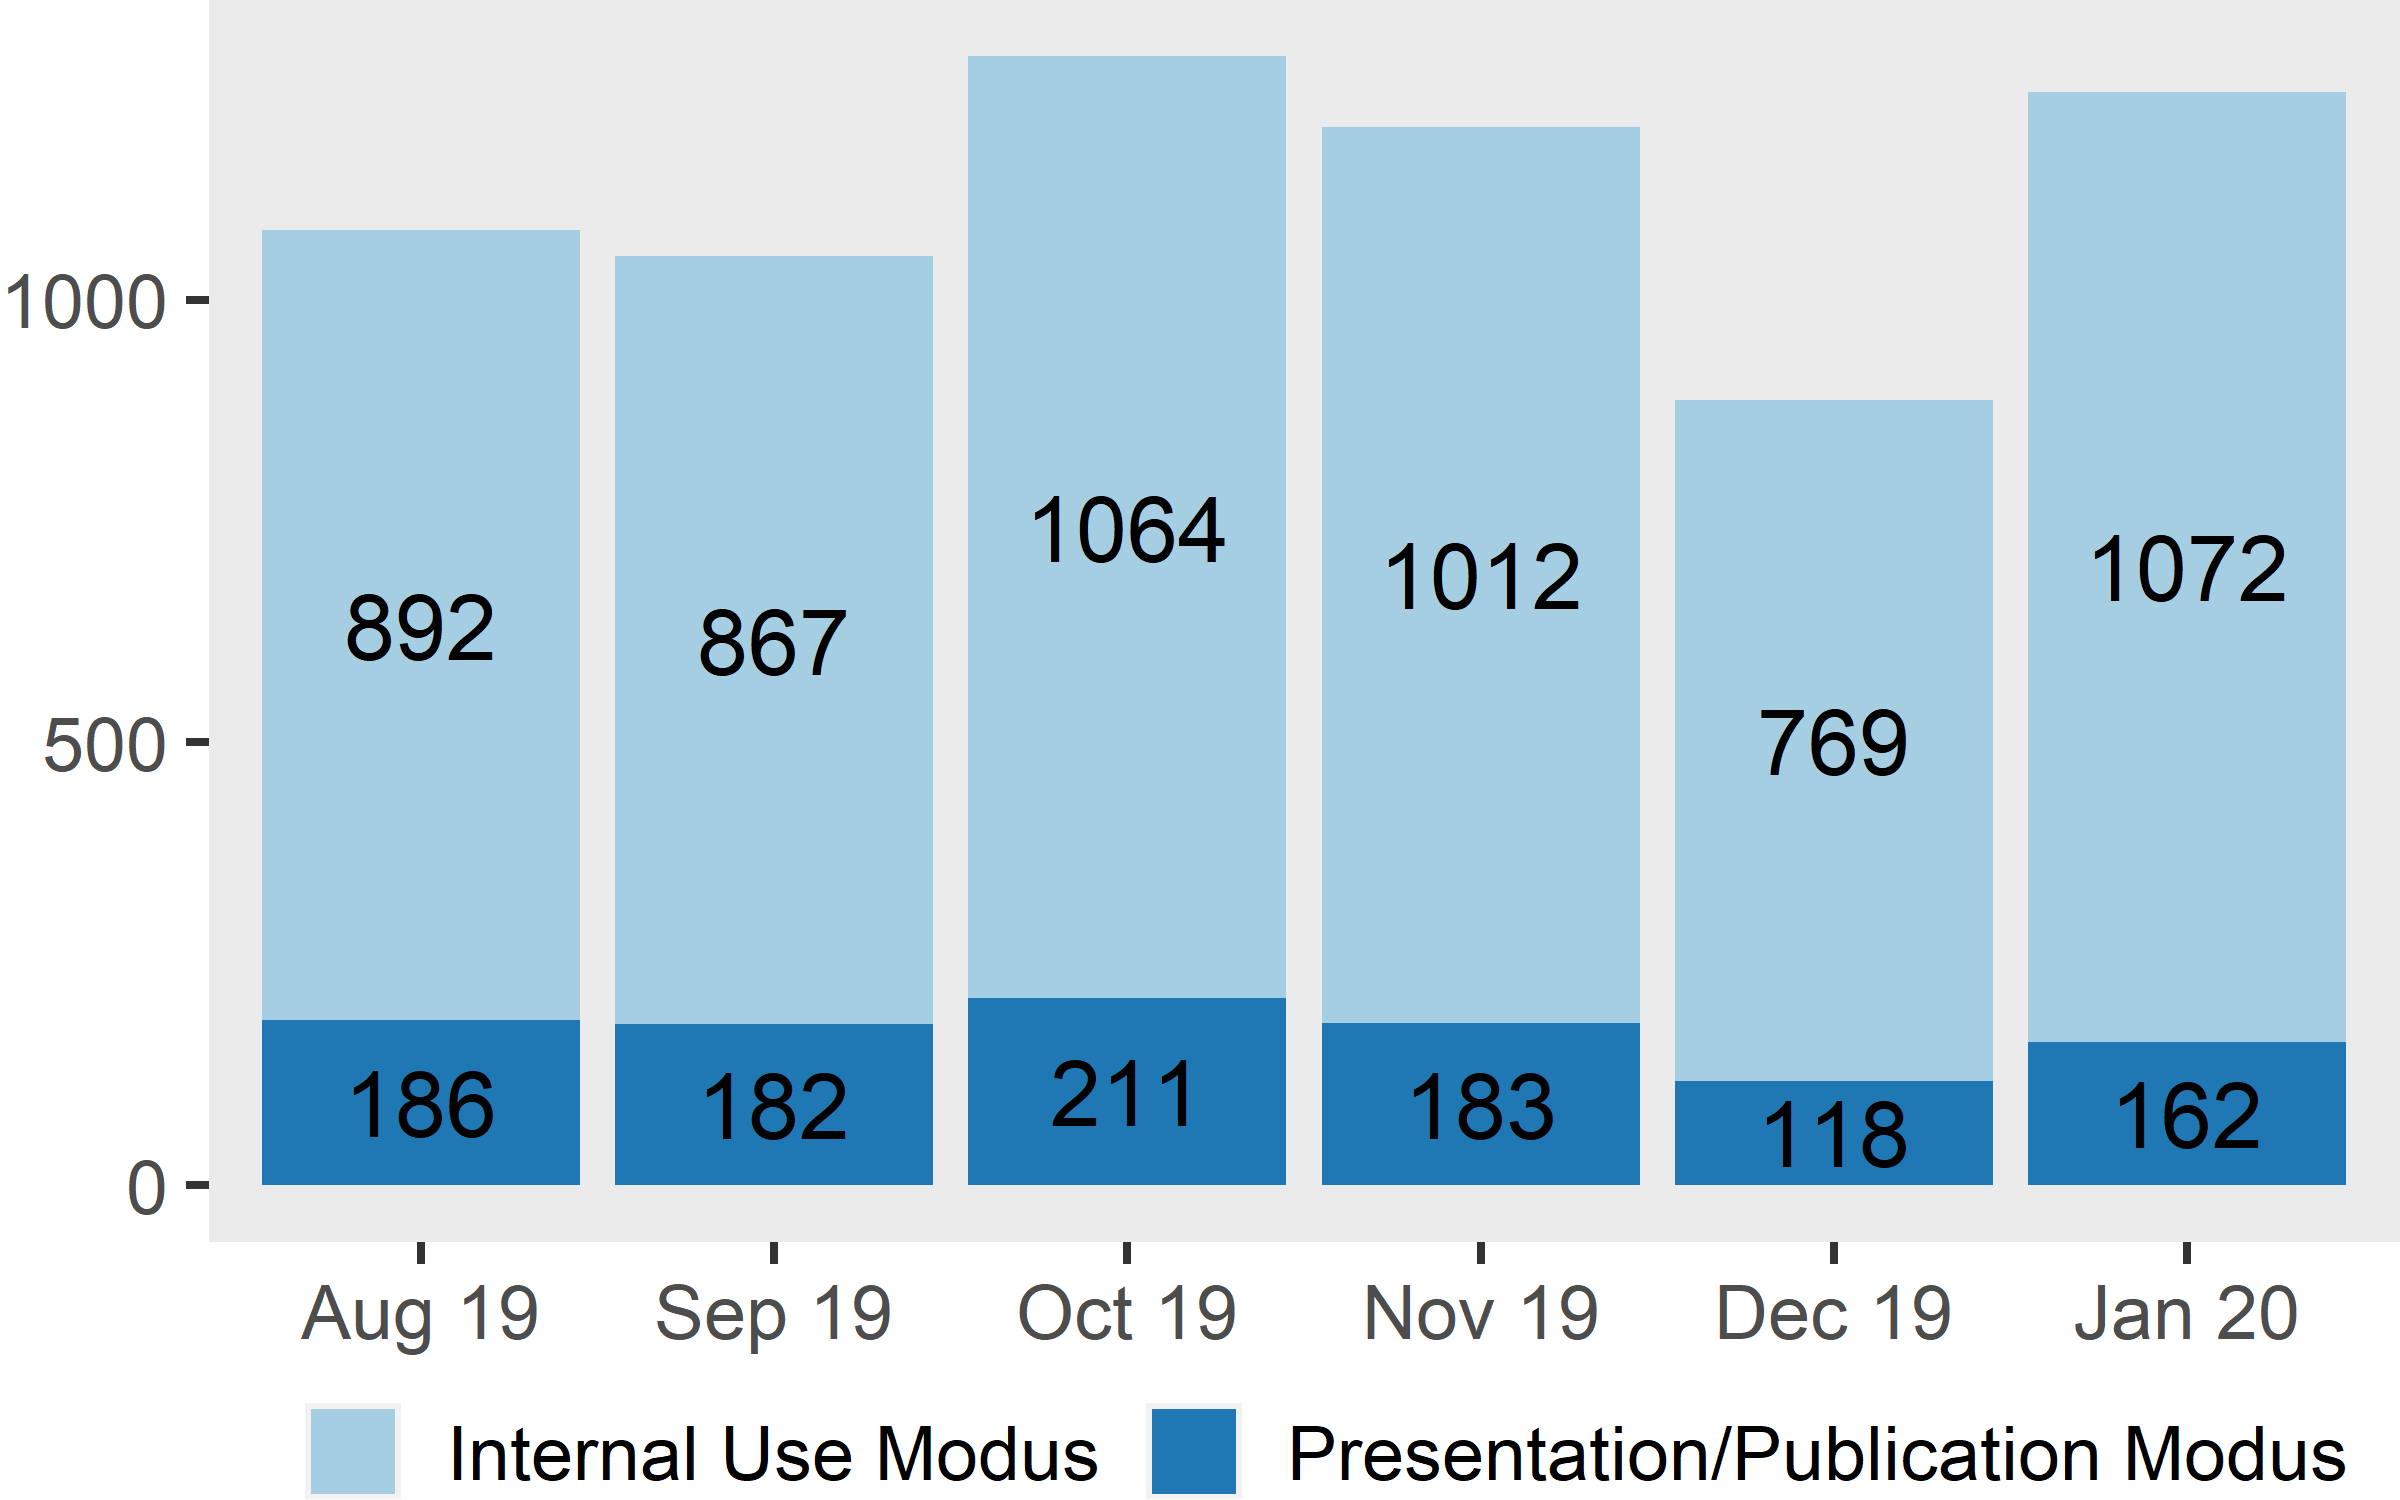 1000
500
0
892
867
1064
1012
769
1072
186
182
211
183
118
162
Aug 19
Sep 19
Oct 19
Nov 19
Dec 19
Jan 20
Internal Use Modus
Presentation/Publication Modus